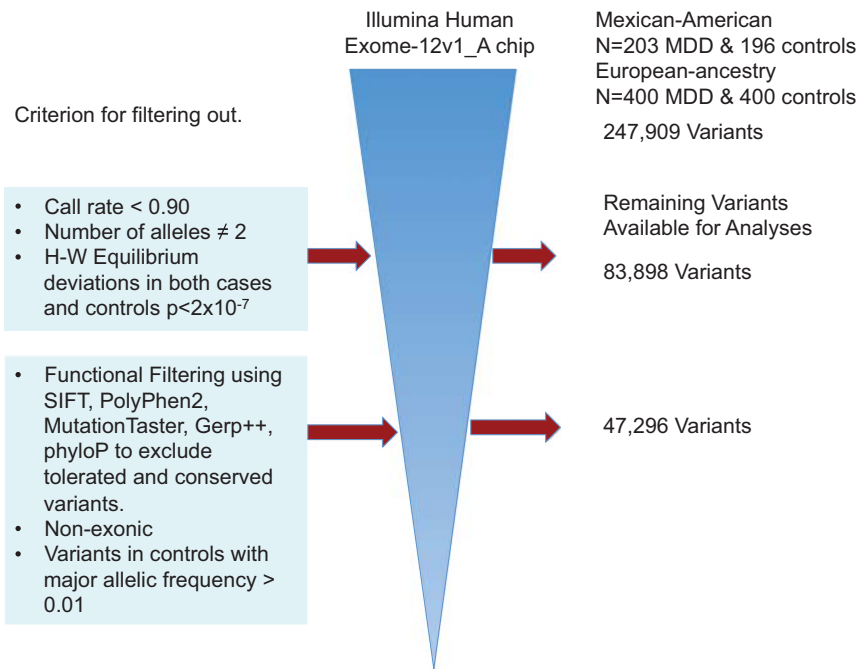 Illumina Human
Exome-12v1_A chip
Mexican-American
N=203 MDD & 196 controls
European-ancestry
N=400 MDD & 400 controls
247,909 Variants
Criterion for filtering out.
• Call rate < 0.90
• Number of alleles ≠ 2
• H-W Equilibrium
deviations in both cases
and controls p<2x10⁻⁷
Remaining Variants
Available for Analyses
83,898 Variants
• Functional Filtering using
SIFT, PolyPhen2,
MutationTaster, Gerp++,
phyloP to exclude
tolerated and conserved
variants.
• Non-exonic
• Variants in controls with
major allelic frequency >
0.01
47,296 Variants